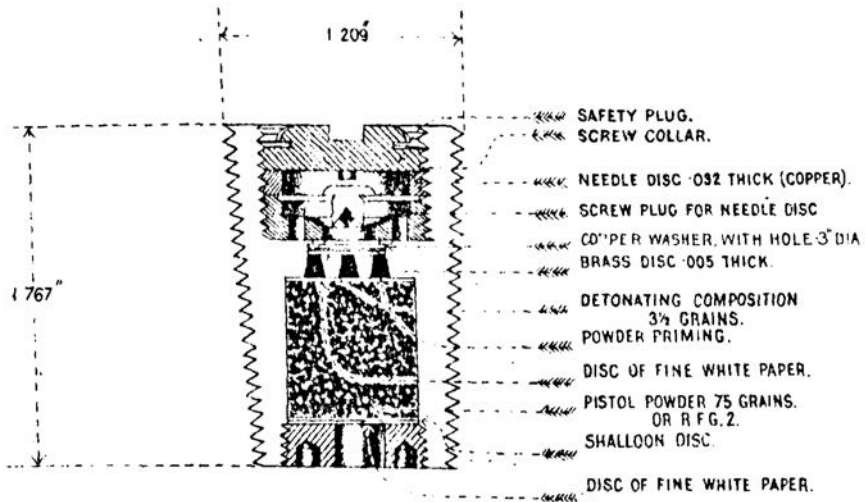 1 209"
1 767"
SAFETY PLUG.
SCREW COLLAR.
NEEDLE DISC ·032 THICK (COPPER).
SCREW PLUG FOR NEEDLE DISC
COPPER WASHER, WITH HOLE ·3" DIA
BRASS DISC ·005 THICK.
DETONATING COMPOSITION
3½ GRAINS.
POWDER PRIMING.
DISC OF FINE WHITE PAPER.
PISTOL POWDER 75 GRAINS.
OR R F G. 2.
SHALLOON DISC.
DISC OF FINE WHITE PAPER.